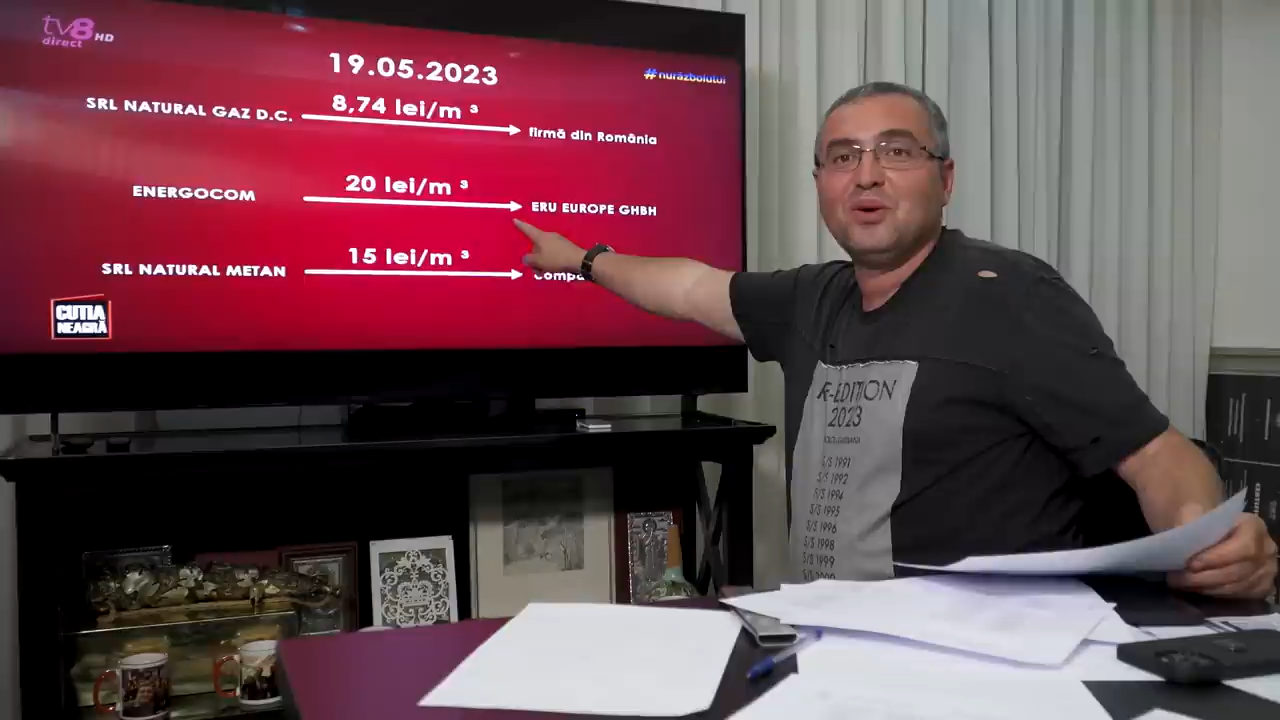 tv8 HD
direct
19.05.2023
#nurăzboiului
SRL NATURAL GAZ D.C.
8,74 lei/m ³
firmă din România
ENERGOCOM
20 lei/m ³
ERU EUROPE GHBH
SRL NATURAL METAN
15 lei/m ³
CUTIA
NEAGRĂ
RE-EDITION
2023
S/S 1991
S/S 1992
S/S 1994
S/S 1995
S/S 1996
S/S 1998
S/S 1999
S/S 2000